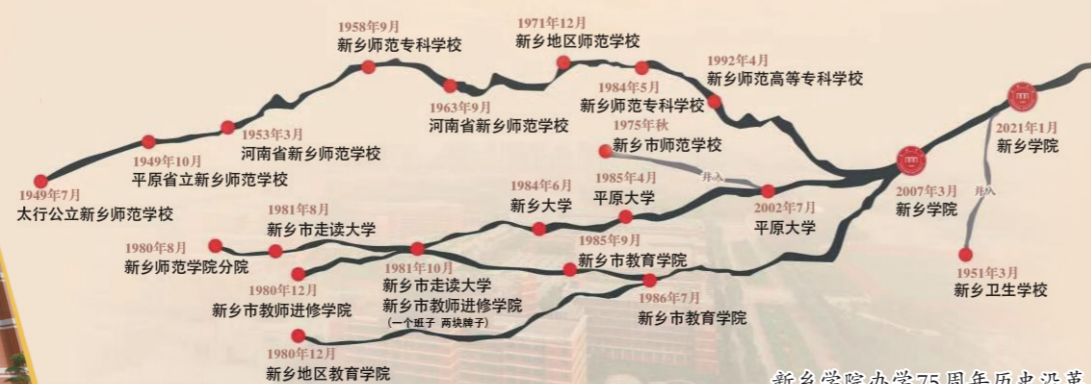 1958年9月
新乡师范专科学校
1971年12月
新乡地区师范学校
1992年4月
新乡师范高等专科学校
1984年5月
新乡师范专科学校
1963年9月
河南省新乡师范学校
1953年3月
河南省新乡师范学校
1949年10月
平原省立新乡师范学校
1949年7月
太行公立新乡师范学校
1975年秋
新乡市师范学校
并入
2021年1月
新乡学院
2007年3月
新乡学院
并入
1951年3月
新乡卫生学校
1984年6月
新乡大学
1985年4月
平原大学
2002年7月
平原大学
1981年8月
新乡市走读大学
1980年8月
新乡师范学院分院
1980年12月
新乡市教师进修学院
1981年10月
新乡市走读大学
新乡市教师进修学院
(一个班子 两块牌子)
1985年9月
新乡市教育学院
1986年7月
新乡市教育学院
1980年12月
新乡地区教育学院
新乡学院办学75周年历史沿革